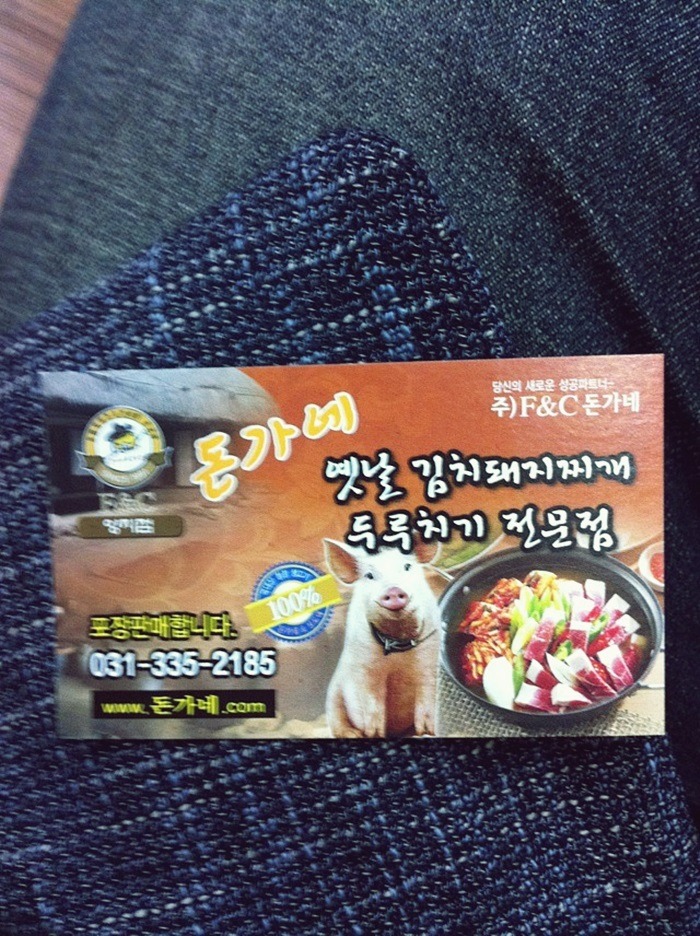 당신의 새로운 성공파트너~
주)F&C 돈가네
돈가네
옛날 김치돼지찌개
두루치기 전문점
F&C
100%
포장판매합니다.
031-335-2185
www.돈가네.com